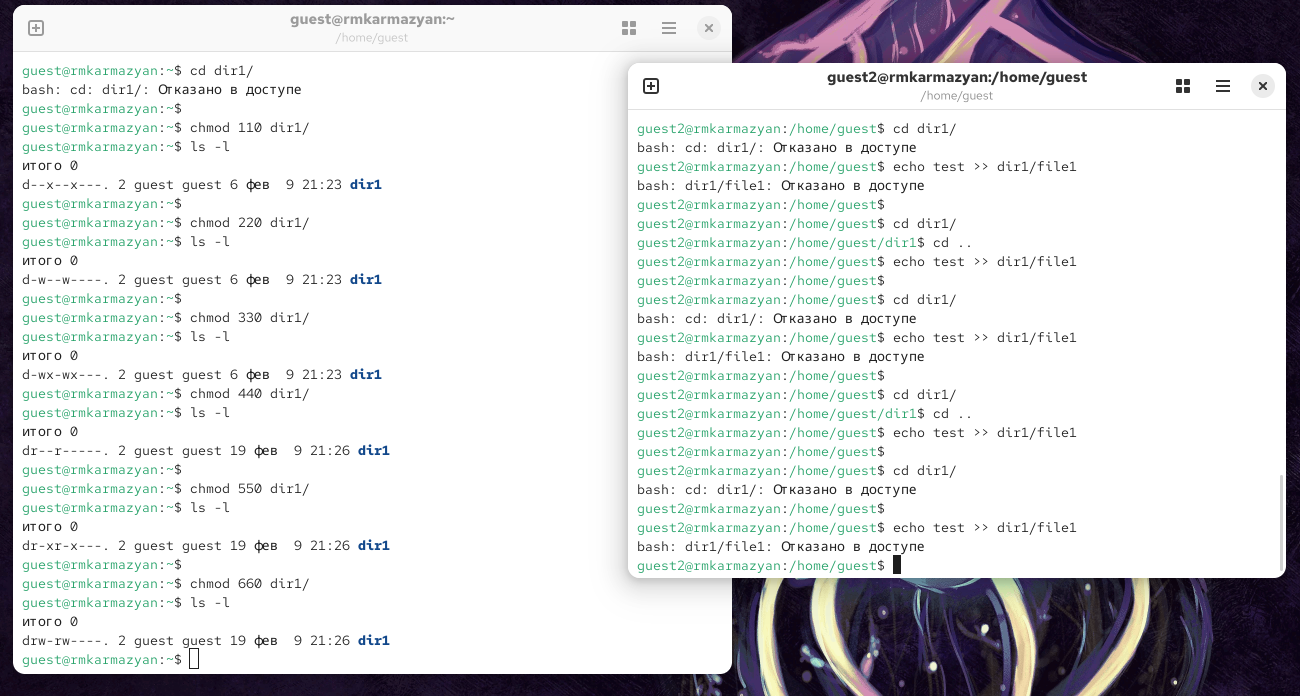 guest@rmkarmazyan:~
/home/guest
guest@rmkarmazyan:~$ cd dir1/
bash: cd: dir1/: Отказано в доступе
guest@rmkarmazyan:~$
guest@rmkarmazyan:~$ chmod 110 dir1/
guest@rmkarmazyan:~$ ls -l
итого 0
d--x--x---. 2 guest guest 6 фев  9 21:23 dir1
guest@rmkarmazyan:~$
guest@rmkarmazyan:~$ chmod 220 dir1/
guest@rmkarmazyan:~$ ls -l
итого 0
d-w--w----. 2 guest guest 6 фев  9 21:23 dir1
guest@rmkarmazyan:~$
guest@rmkarmazyan:~$ chmod 330 dir1/
guest@rmkarmazyan:~$ ls -l
итого 0
d-wx-wx---. 2 guest guest 6 фев  9 21:23 dir1
guest@rmkarmazyan:~$ chmod 440 dir1/
guest@rmkarmazyan:~$ ls -l
итого 0
dr--r-----. 2 guest guest 19 фев  9 21:26 dir1
guest@rmkarmazyan:~$
guest@rmkarmazyan:~$ chmod 550 dir1/
guest@rmkarmazyan:~$ ls -l
итого 0
dr-xr-x---. 2 guest guest 19 фев  9 21:26 dir1
guest@rmkarmazyan:~$
guest@rmkarmazyan:~$ chmod 660 dir1/
guest@rmkarmazyan:~$ ls -l
итого 0
drw-rw----. 2 guest guest 19 фев  9 21:26 dir1
guest@rmkarmazyan:~$
guest2@rmkarmazyan:/home/guest
/home/guest
guest2@rmkarmazyan:/home/guest$ cd dir1/
bash: cd: dir1/: Отказано в доступе
guest2@rmkarmazyan:/home/guest$ echo test >> dir1/file1
bash: dir1/file1: Отказано в доступе
guest2@rmkarmazyan:/home/guest$
guest2@rmkarmazyan:/home/guest$ cd dir1/
guest2@rmkarmazyan:/home/guest/dir1$ cd ..
guest2@rmkarmazyan:/home/guest$ echo test >> dir1/file1
guest2@rmkarmazyan:/home/guest$
guest2@rmkarmazyan:/home/guest$ cd dir1/
bash: cd: dir1/: Отказано в доступе
guest2@rmkarmazyan:/home/guest$ echo test >> dir1/file1
bash: dir1/file1: Отказано в доступе
guest2@rmkarmazyan:/home/guest$
guest2@rmkarmazyan:/home/guest$ cd dir1/
guest2@rmkarmazyan:/home/guest/dir1$ cd ..
guest2@rmkarmazyan:/home/guest$ echo test >> dir1/file1
guest2@rmkarmazyan:/home/guest$
guest2@rmkarmazyan:/home/guest$ cd dir1/
bash: cd: dir1/: Отказано в доступе
guest2@rmkarmazyan:/home/guest$
guest2@rmkarmazyan:/home/guest$ echo test >> dir1/file1
bash: dir1/file1: Отказано в доступе
guest2@rmkarmazyan:/home/guest$